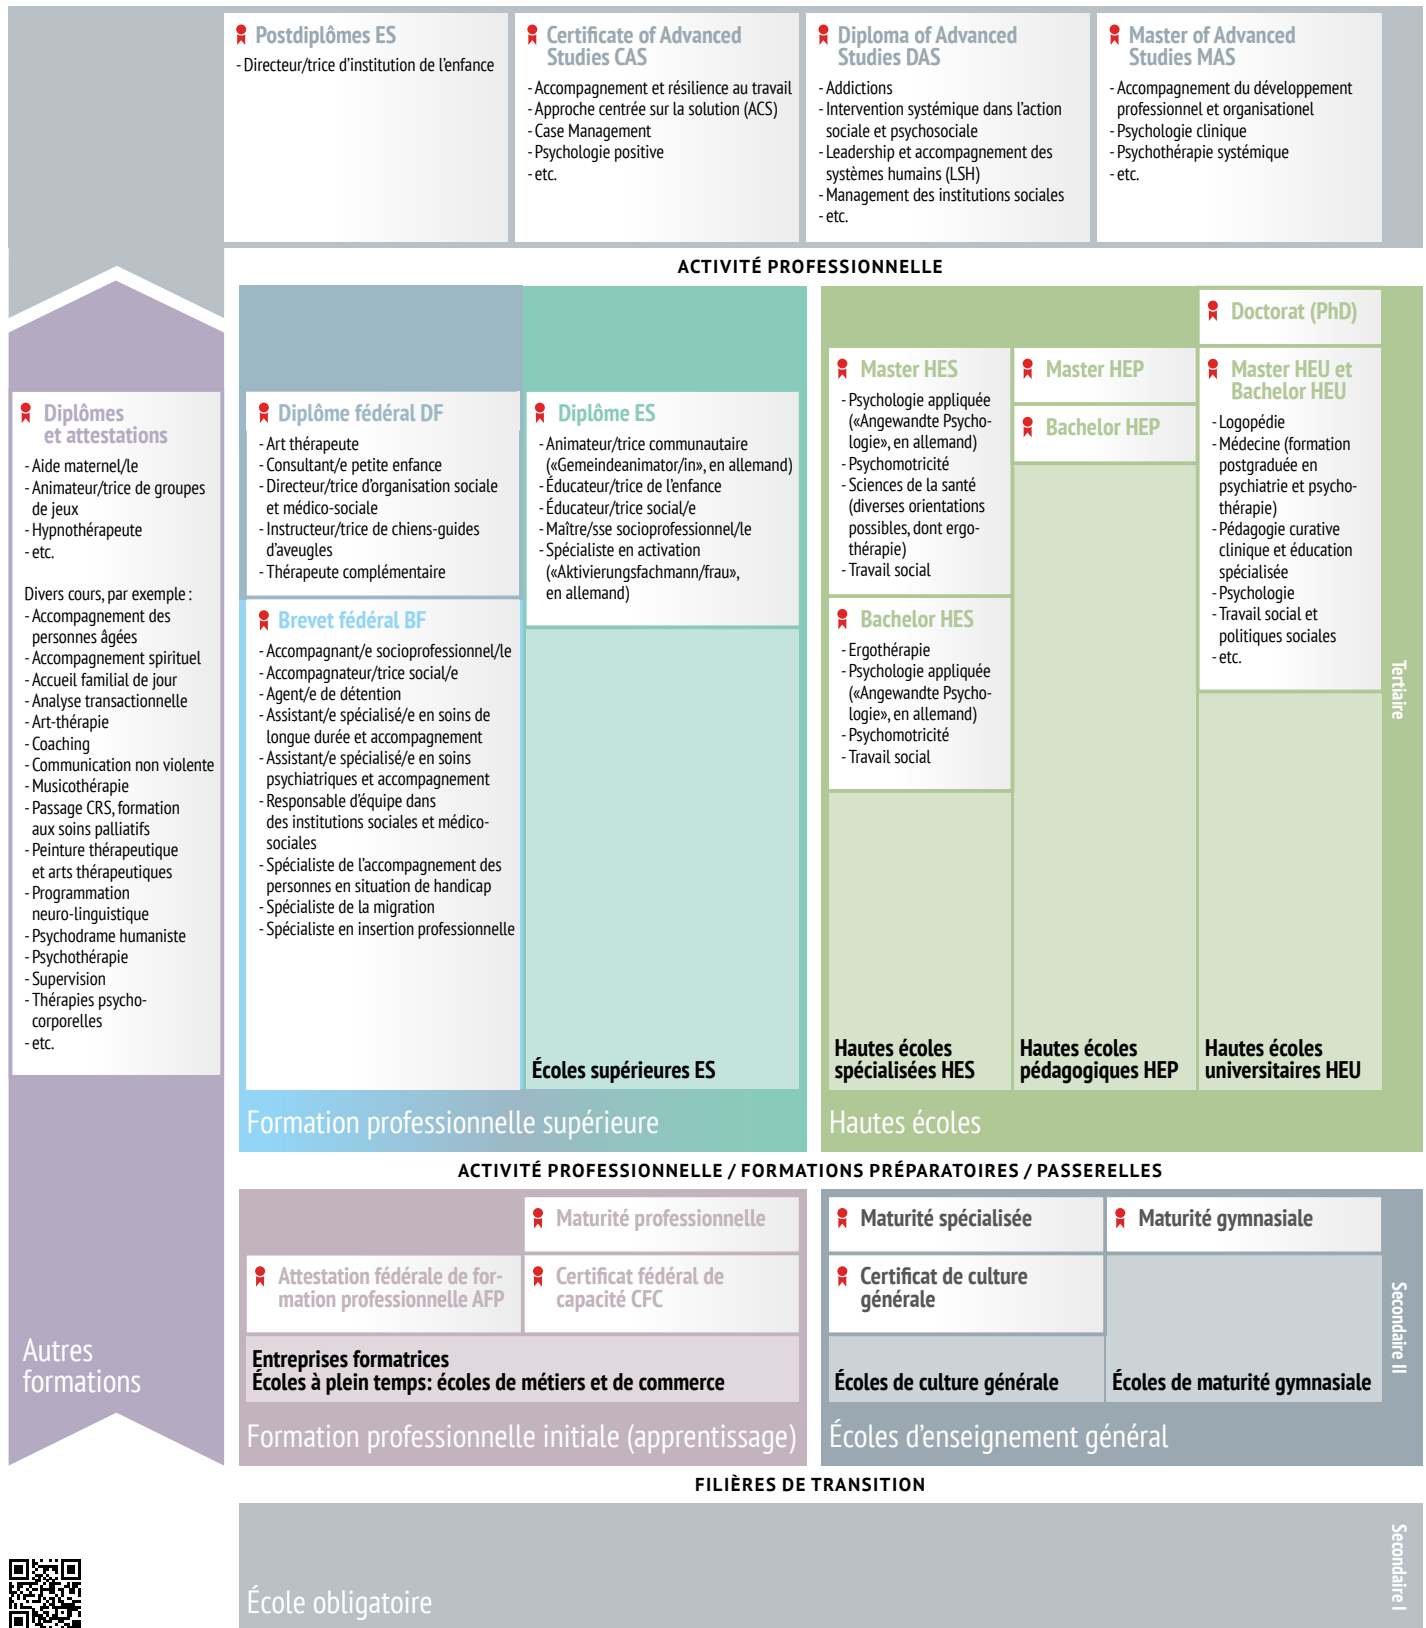 Postdiplômes ES
- Directeur/trice d'institution de l'enfance
Certificate of Advanced
Studies CAS
- Accompagnement et résilience au travail
- Approche centrée sur la solution (ACS)
- Case Management
- Psychologie positive
- etc.
Diploma of Advanced
Studies DAS
- Addictions
- Intervention systémique dans l'action
sociale et psychosociale
- Leadership et accompagnement des
systèmes humains (LSH)
- Management des institutions sociales
- etc.
Master of Advanced
Studies MAS
- Accompagnement du développement
professionnel et organisationel
- Psychologie clinique
- Psychothérapie systémique
- etc.
ACTIVITÉ PROFESSIONNELLE
Diplômes
et attestations
- Aide maternel/le
- Animateur/trice de groupes
de jeux
- Hypnothérapeute
- etc.
Divers cours, par exemple :
- Accompagnement des
personnes âgées
- Accompagnement spirituel
- Accueil familial de jour
- Analyse transactionnelle
- Art-thérapie
- Coaching
- Communication non violente
- Musicothérapie
- Passage CRS, formation
aux soins palliatifs
- Peinture thérapeutique
et arts thérapeutiques
- Programmation
neuro-linguistique
- Psychodrame humaniste
- Psychothérapie
- Supervision
- Thérapies psycho-
corporelles
- etc.
Autres
formations
Diplôme fédéral DF
- Art thérapeute
- Consultant/e petite enfance
- Directeur/trice d'organisation sociale
et médico-sociale
- Instructeur/trice de chiens-guides
d'aveugles
- Thérapeute complémentaire
Brevet fédéral BF
- Accompagnant/e socioprofessionnel/le
- Accompagnateur/trice social/e
- Agent/e de détention
- Assistant/e spécialisé/e en soins de
longue durée et accompagnement
- Assistant/e spécialisé/e en soins
psychiatriques et accompagnement
- Responsable d'équipe dans
des institutions sociales et médico-
sociales
- Spécialiste de l'accompagnement des
personnes en situation de handicap
- Spécialiste de la migration
- Spécialiste en insertion professionnelle
Diplôme ES
- Animateur/trice communautaire
(«Gemeindeanimator/in», en allemand)
- Éducateur/trice de l'enfance
- Éducateur/trice social/e
- Maître/sse socioprofessionnel/le
- Spécialiste en activation
(«Aktivierungsfachmann/frau»,
en allemand)
Écoles supérieures ES
Formation professionnelle supérieure
Master HES
- Psychologie appliquée
(«Angewandte Psycho-
logie», en allemand)
- Psychomotricité
- Sciences de la santé
(diverses orientations
possibles, dont ergo-
thérapie)
- Travail social
Bachelor HES
- Ergothérapie
- Psychologie appliquée
(«Angewandte Psycho-
logie», en allemand)
- Psychomotricité
- Travail social
Hautes écoles
spécialisées HES
Master HEP
Bachelor HEP
Hautes écoles
pédagogiques HEP
Doctorat (PhD)
Master HEU et
Bachelor HEU
- Logopédie
- Médecine (formation
postgraduée en
psychiatrie et psycho-
thérapie)
- Pédagogie curative
clinique et éducation
spécialisée
- Psychologie
- Travail social et
politiques sociales
- etc.
Hautes écoles
universitaires HEU
Hautes écoles
Tertiaire
ACTIVITÉ PROFESSIONNELLE / FORMATIONS PRÉPARATOIRES / PASSERELLES
Attestation fédérale de for-
mation professionnelle AFP
Maturité professionnelle
Certificat fédéral de
capacité CFC
Entreprises formatrices
Écoles à plein temps: écoles de métiers et de commerce
Formation professionnelle initiale (apprentissage)
Maturité spécialisée
Certificat de culture
générale
Écoles de culture générale
Maturité gymnasiale
Écoles de maturité gymnasiale
Écoles d'enseignement général
Secondaire II
FILIÈRES DE TRANSITION
École obligatoire
Secondaire I